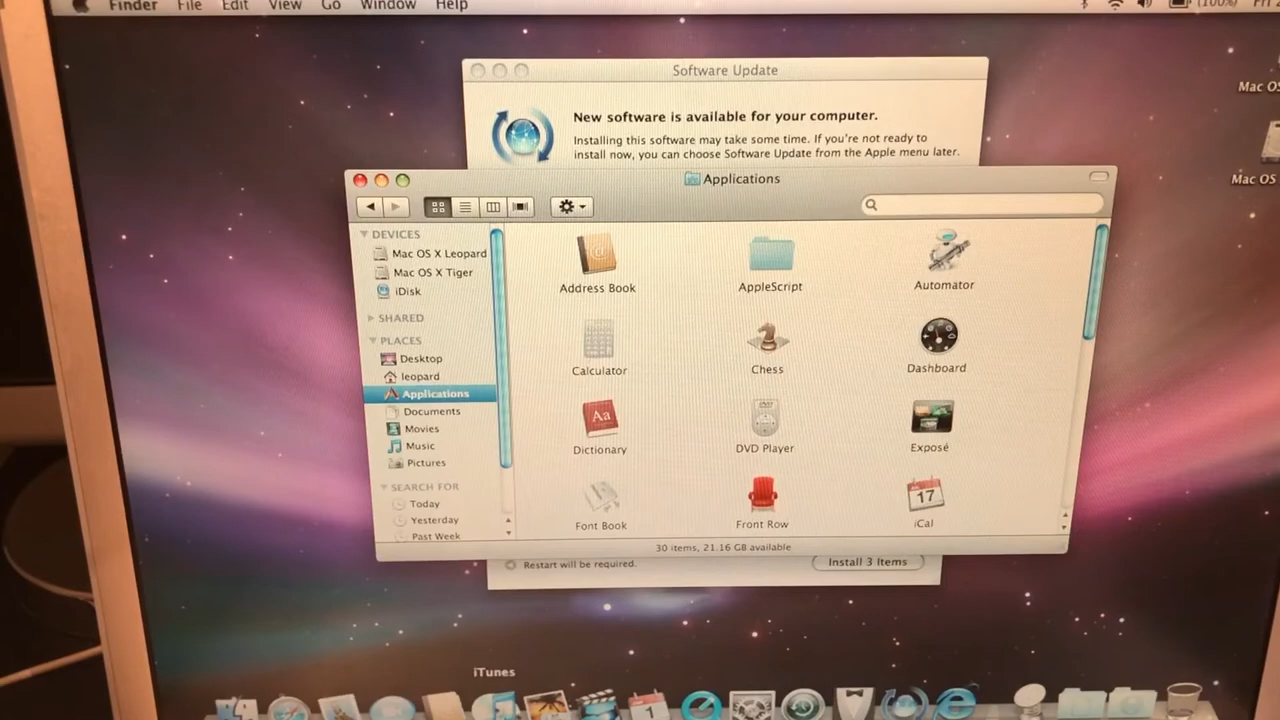 Finder File Edit View Go Window Help (100%) Fri
Mac OS
Mac OS
Software Update
New software is available for your computer.
Installing this software may take some time. If you're not ready to
install now, you can choose Software Update from the Apple menu later.
Applications
DEVICES
Mac OS X Leopard
Mac OS X Tiger
iDisk
SHARED
PLACES
Desktop
leopard
Applications
Documents
Movies
Music
Pictures
SEARCH FOR
Today
Yesterday
Past Week
Address Book
AppleScript
Automator
Calculator
Chess
Dashboard
Aa
Dictionary
DVD
DVD Player
Exposé
Font Book
Front Row
17
iCal
30 items, 21.16 GB available
Restart will be required.
Install 3 Items
iTunes
1